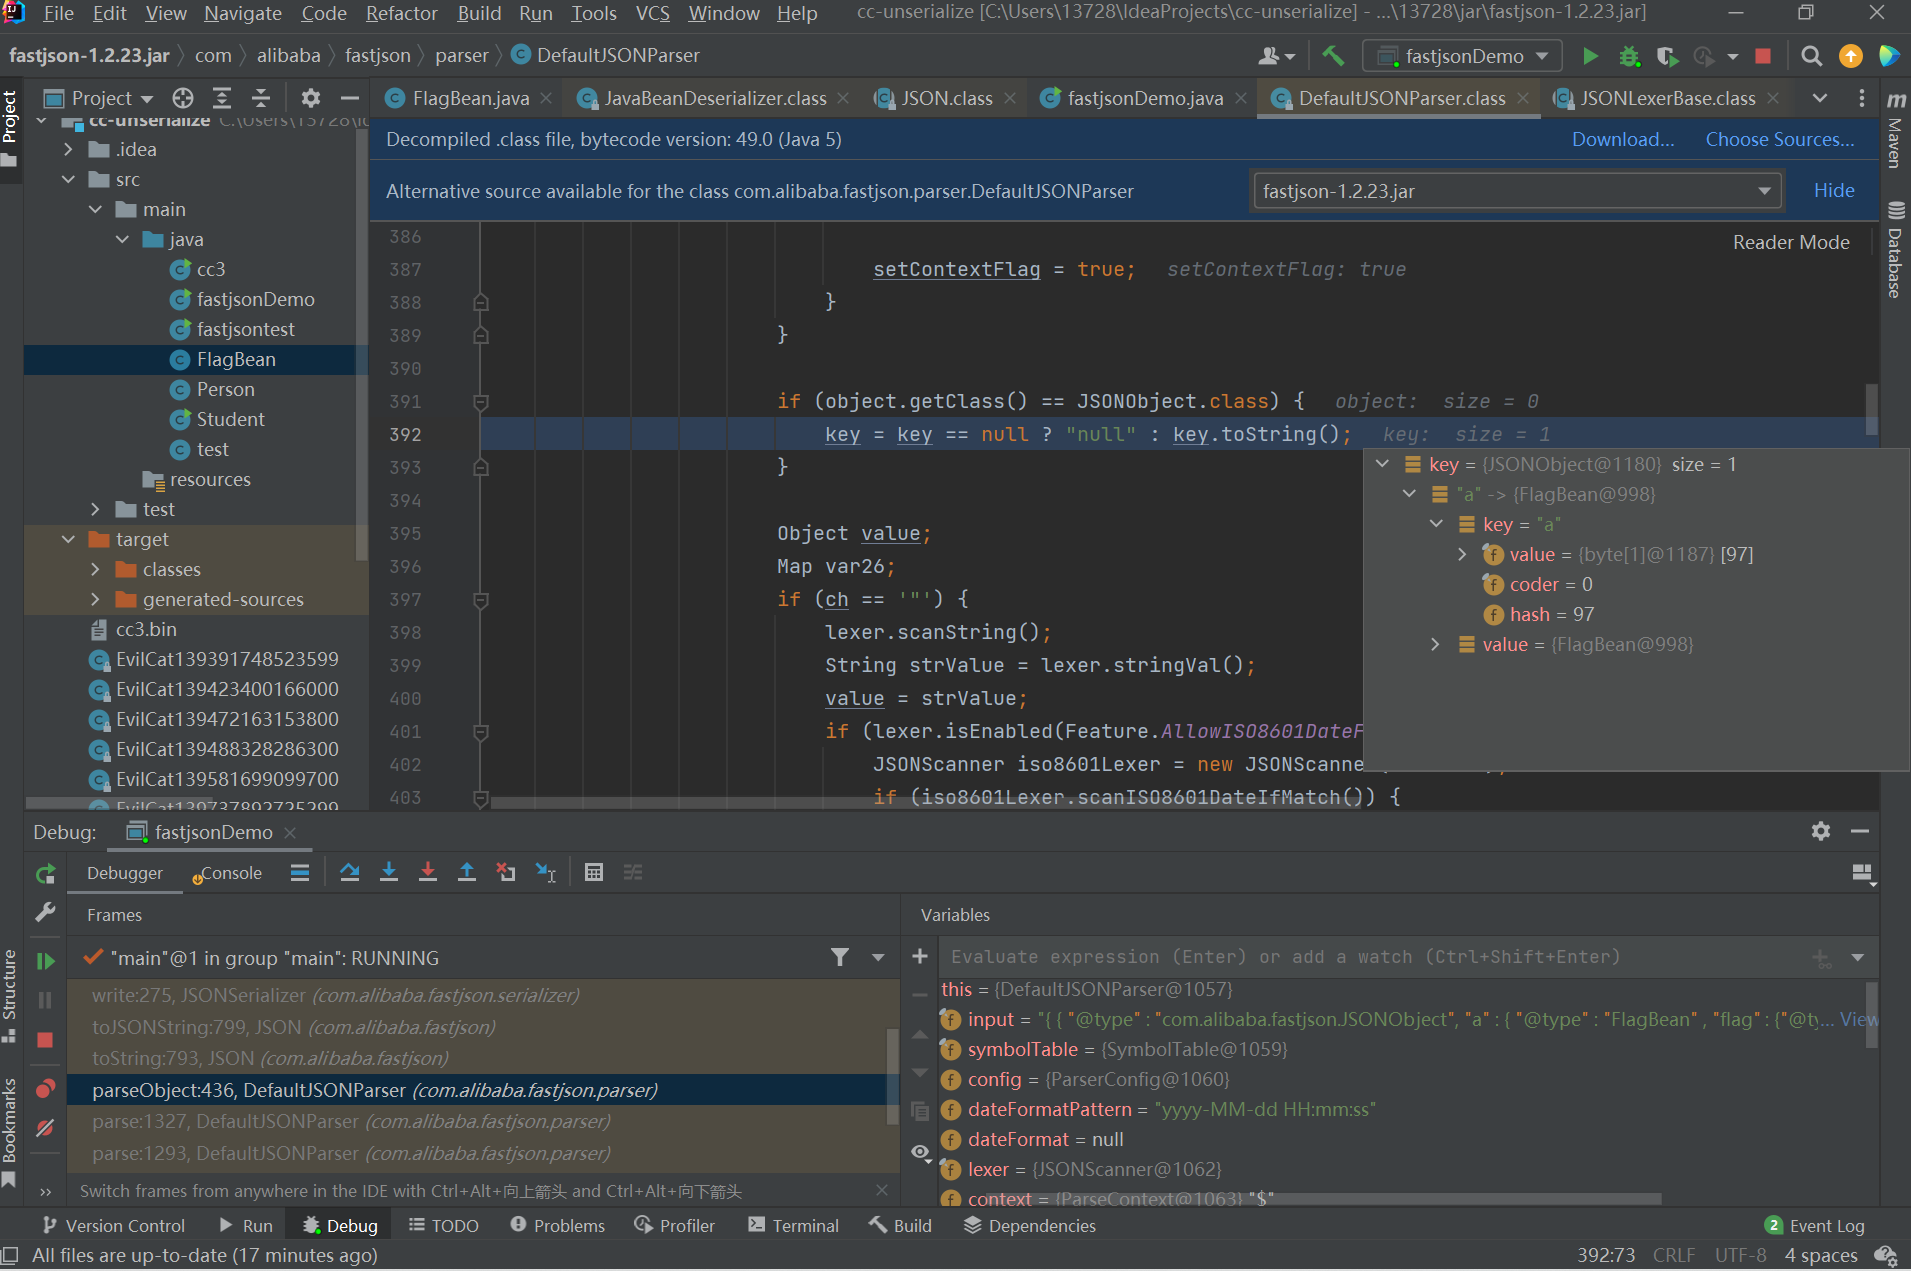 File Edit View Navigate Code Refactor Build Run Tools VCS Window Help cc-unserialize [C:\Users\13728\IdeaProjects\cc-unserialize] - ...\13728\jar\fastjson-1.2.23.jar]
fastjson-1.2.23.jar com alibaba fastjson parser DefaultJSONParser fastjsonDemo
Project FlagBean.java JavaBeanDeserializer.class JSON.class fastjsonDemo.java DefaultJSONParser.class JSONLexerBase.class
Project
Maven
Database
Structure
Bookmarks
cc-unserialize
.idea
src
main
java
cc3
fastjsonDemo
fastjsontest
FlagBean
Person
Student
test
resources
test
target
classes
generated-sources
cc3.bin
EvilCat139391748523599
EvilCat139423400166000
EvilCat139472163153800
EvilCat139488328286300
EvilCat139581699099700
EvilCat139737892725299
Decompiled .class file, bytecode version: 49.0 (Java 5) Download... Choose Sources...
Alternative source available for the class com.alibaba.fastjson.parser.DefaultJSONParser fastjson-1.2.23.jar Hide
Reader Mode
386
387 setContextFlag = true; setContextFlag: true
388 }
389 }
390
391 if (object.getClass() == JSONObject.class) { object: size = 0
392 key = key == null ? "null" : key.toString(); key: size = 1
393 }
394
395 Object value;
396 Map var26;
397 if (ch == '"') {
398 lexer.scanString();
399 String strValue = lexer.stringVal();
400 value = strValue;
401 if (lexer.isEnabled(Feature.AllowISO8601DateF
402 JSONScanner iso8601Lexer = new JSONScanne
403 if (iso8601Lexer.scanISO8601DateIfMatch()) {
key = {JSONObject@1180} size = 1
"a" -> {FlagBean@998}
key = "a"
value = {byte[1]@1187} [97]
coder = 0
hash = 97
value = {FlagBean@998}
Debug: fastjsonDemo
Debugger Console
Frames
"main"@1 in group "main": RUNNING
write:275, JSONSerializer (com.alibaba.fastjson.serializer)
toJSONString:799, JSON (com.alibaba.fastjson)
toString:793, JSON (com.alibaba.fastjson)
parseObject:436, DefaultJSONParser (com.alibaba.fastjson.parser)
parse:1327, DefaultJSONParser (com.alibaba.fastjson.parser)
parse:1293, DefaultJSONParser (com.alibaba.fastjson.parser)
Switch frames from anywhere in the IDE with Ctrl+Alt+向上箭头 and Ctrl+Alt+向下箭头
Variables
Evaluate expression (Enter) or add a watch (Ctrl+Shift+Enter)
this = {DefaultJSONParser@1057}
input = "{ { "@type" : "com.alibaba.fastjson.JSONObject", "a" : { "@type" : "FlagBean" , "flag" : {"@ty... View
symbolTable = {SymbolTable@1059}
config = {ParserConfig@1060}
dateFormatPattern = "yyyy-MM-dd HH:mm:ss"
dateFormat = null
lexer = {JSONScanner@1062}
context = {ParseContext@1063} "$"
Version Control Run Debug TODO Problems Profiler Terminal Build Dependencies 2 Event Log
All files are up-to-date (17 minutes ago) 392:73 CRLF UTF-8 4 spaces